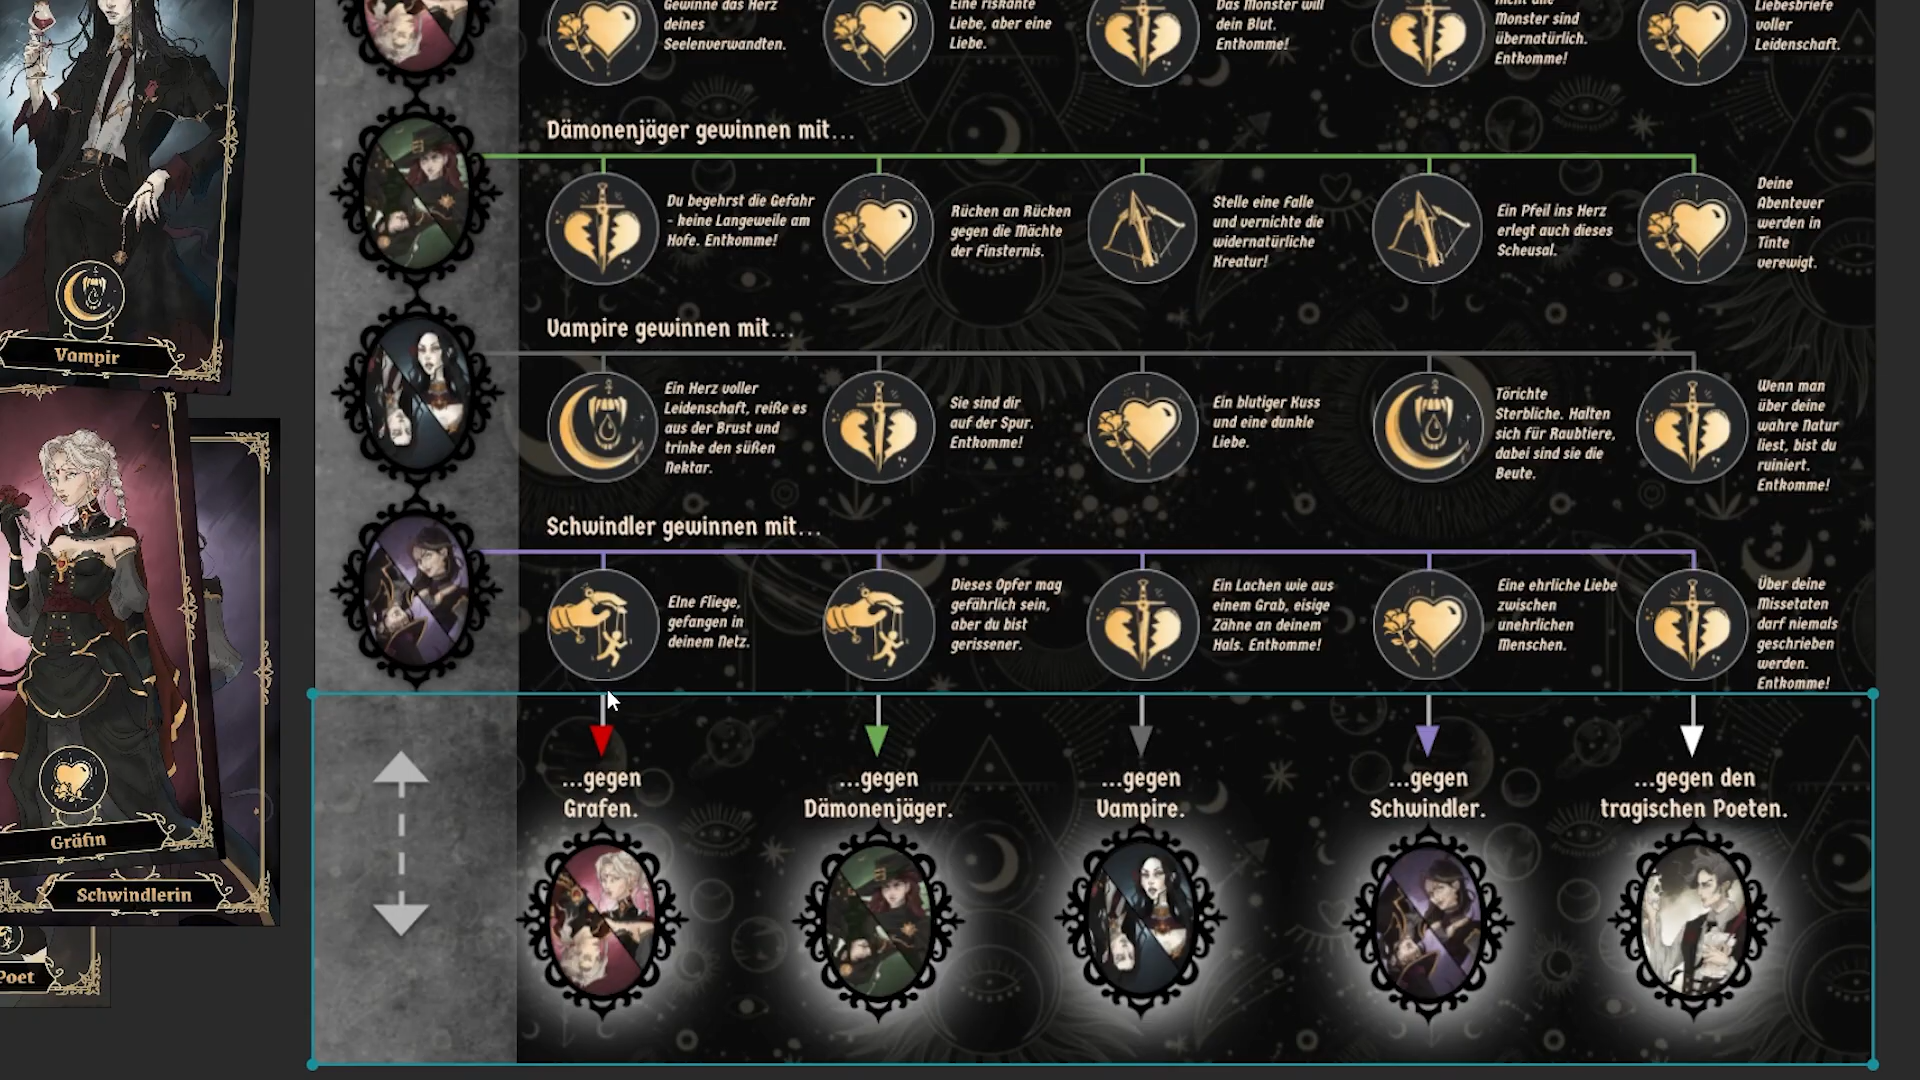 Gewinne das Herz
deines
Seelenverwandten.
Eine riskante
Liebe, aber eine
Liebe.
Das Monster will
dein Blut.
Entkomme!
Nicht alle
Monster sind
übernatürlich.
Entkomme!
Liebesbriefe
voller
Leidenschaft.
Dämonenjäger gewinnen mit...
Du begehrst die Gefahr
- keine Langeweile am
Hofe. Entkomme!
Rücken an Rücken
gegen die Mächte
der Finsternis.
Stelle eine Falle
und vernichte die
widernatürliche
Kreatur!
Ein Pfeil ins Herz
erlegt auch dieses
Scheusal.
Deine
Abenteuer
werden in
Tinte
verewigt.
Vampire gewinnen mit...
Ein Herz voller
Leidenschaft, reiße es
aus der Brust und
trinke den süßen
Nektar.
Sie sind dir
auf der Spur.
Entkomme!
Ein blutiger Kuss
und eine dunkle
Liebe.
Törichte
Sterbliche. Halten
sich für Raubtiere,
dabei sind sie die
Beute.
Wenn man
über deine
wahre Natur
liest, bist du
ruiniert.
Entkomme!
Schwindler gewinnen mit...
EIne Fliege,
gefangen in
deinem Netz.
Dieses Opfer mag
gefährlich sein,
aber du bist
gerissener.
Ein Lachen wie aus
einem Grab, eisige
Zähne an deinem
Hals. Entkomme!
Eine ehrliche Liebe
zwischen
unehrlichen
Menschen.
Über deine
Missetaten
darf niemals
geschrieben
werden.
Entkomme!
...gegen
Grafen.
...gegen
Dämonenjäger.
...gegen
Vampire.
...gegen
Schwindler.
...gegen den
tragischen Poeten.
Vampir
Gräfin
Schwindlerin
Poet